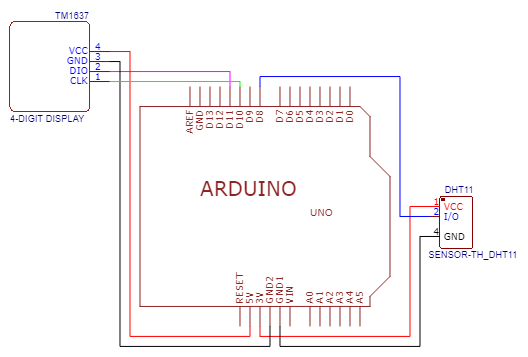 TM1637
VCC 4
GND 3
DIO 2
CLK 1
4-DIGIT DISPLAY
AREF
GND
D13
D12
D11
D10
D9
D8
D7
D6
D5
D4
D3
D2
D1
D0
ARDUINO
UNO
DHT11
1 VCC
2 I/O
4 GND
SENSOR-TH_DHT11
RESET
5V
3V
GND2
GND1
VIN
A0
A1
A2
A3
A4
A5